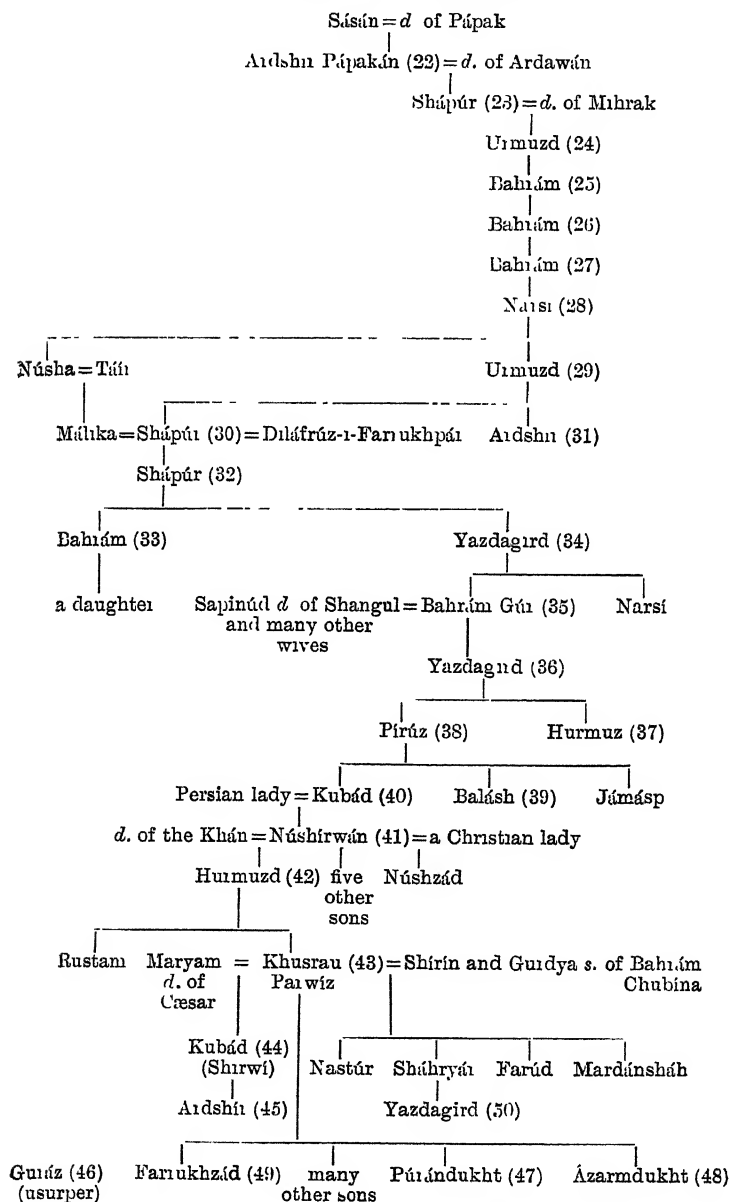 Sásán = d of Pápak
Ardshír Pápakán (22) = d. of Ardawán
Shápúr (23) = d. of Mihrak
Urmuzd (24)
Bahrám (25)
Bahrám (26)
Bahrám (27)
Narsí (28)
Núsha = Táír
Urmuzd (29)
Málika = Shápúr (30) = Diláfrúz-i-Farrukhpái
Ardshír (31)
Shápúr (32)
Bahrám (33)
Yazdagird (34)
a daughter
Sapinúd d of Shangul = Bahrám Gúr (35)
and many other
wives
Narsí
Yazdagird (36)
Pírúz (38)
Hurmuz (37)
Persian lady = Kubád (40)
Balásh (39)
Jámásp
d. of the Khán = Núshírwán (41) = a Christian lady
Hurmuzd (42)
five
other
sons
Núshzád
Rustam
Maryam = Khusrau (43) = Shírín and Gurdya s. of Bahrám
d. of
Cæsar
Parwíz
Chubína
Kubád (44)
(Shírwí)
Nastúr
Sháhryár
Farúd
Mardánsháh
Ardshír (45)
Yazdagird (50)
Guráz (46)
(usurper)
Farrukhzád (49)
many
other sons
Púrándukht (47)
Ázarmdukht (48)